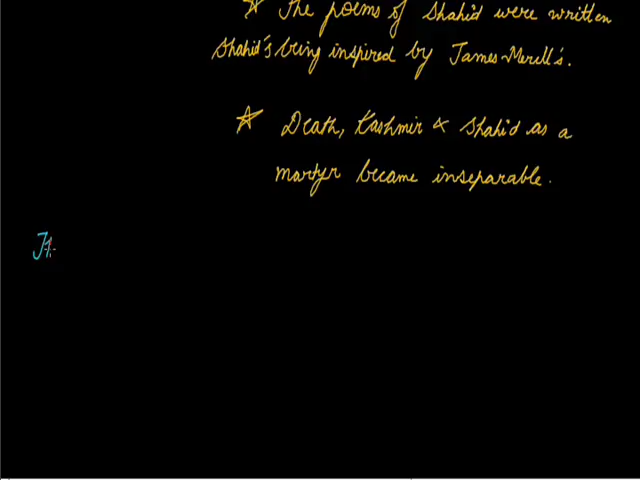 ★ The poems of Shahid were written
Shahid's being inspired by James Merill's.
★ Death, Kashmir & Shahid as a
martyr became inseparable.